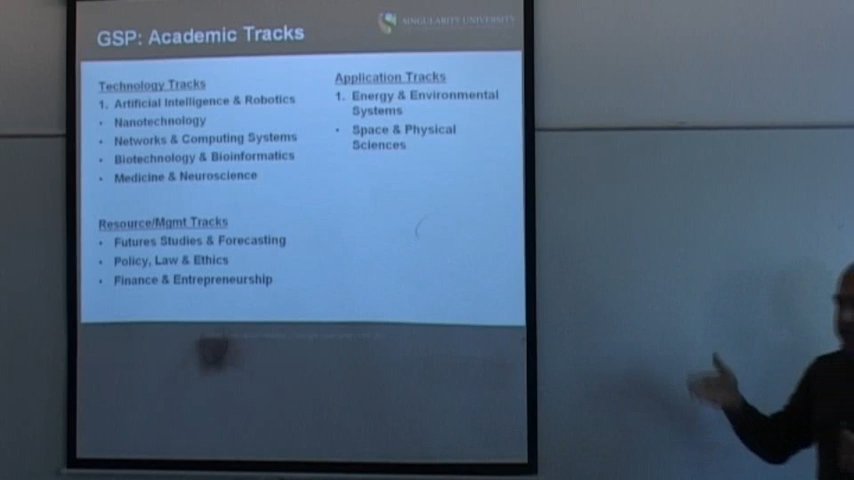 GSP: Academic Tracks
SINGULARITY UNIVERSITY
Technology Tracks
1. Artificial Intelligence & Robotics
• Nanotechnology
• Networks & Computing Systems
• Biotechnology & Bioinformatics
• Medicine & Neuroscience
Application Tracks
1. Energy & Environmental
Systems
• Space & Physical
Sciences
Resource/Mgmt Tracks
• Futures Studies & Forecasting
• Policy, Law & Ethics
• Finance & Entrepreneurship